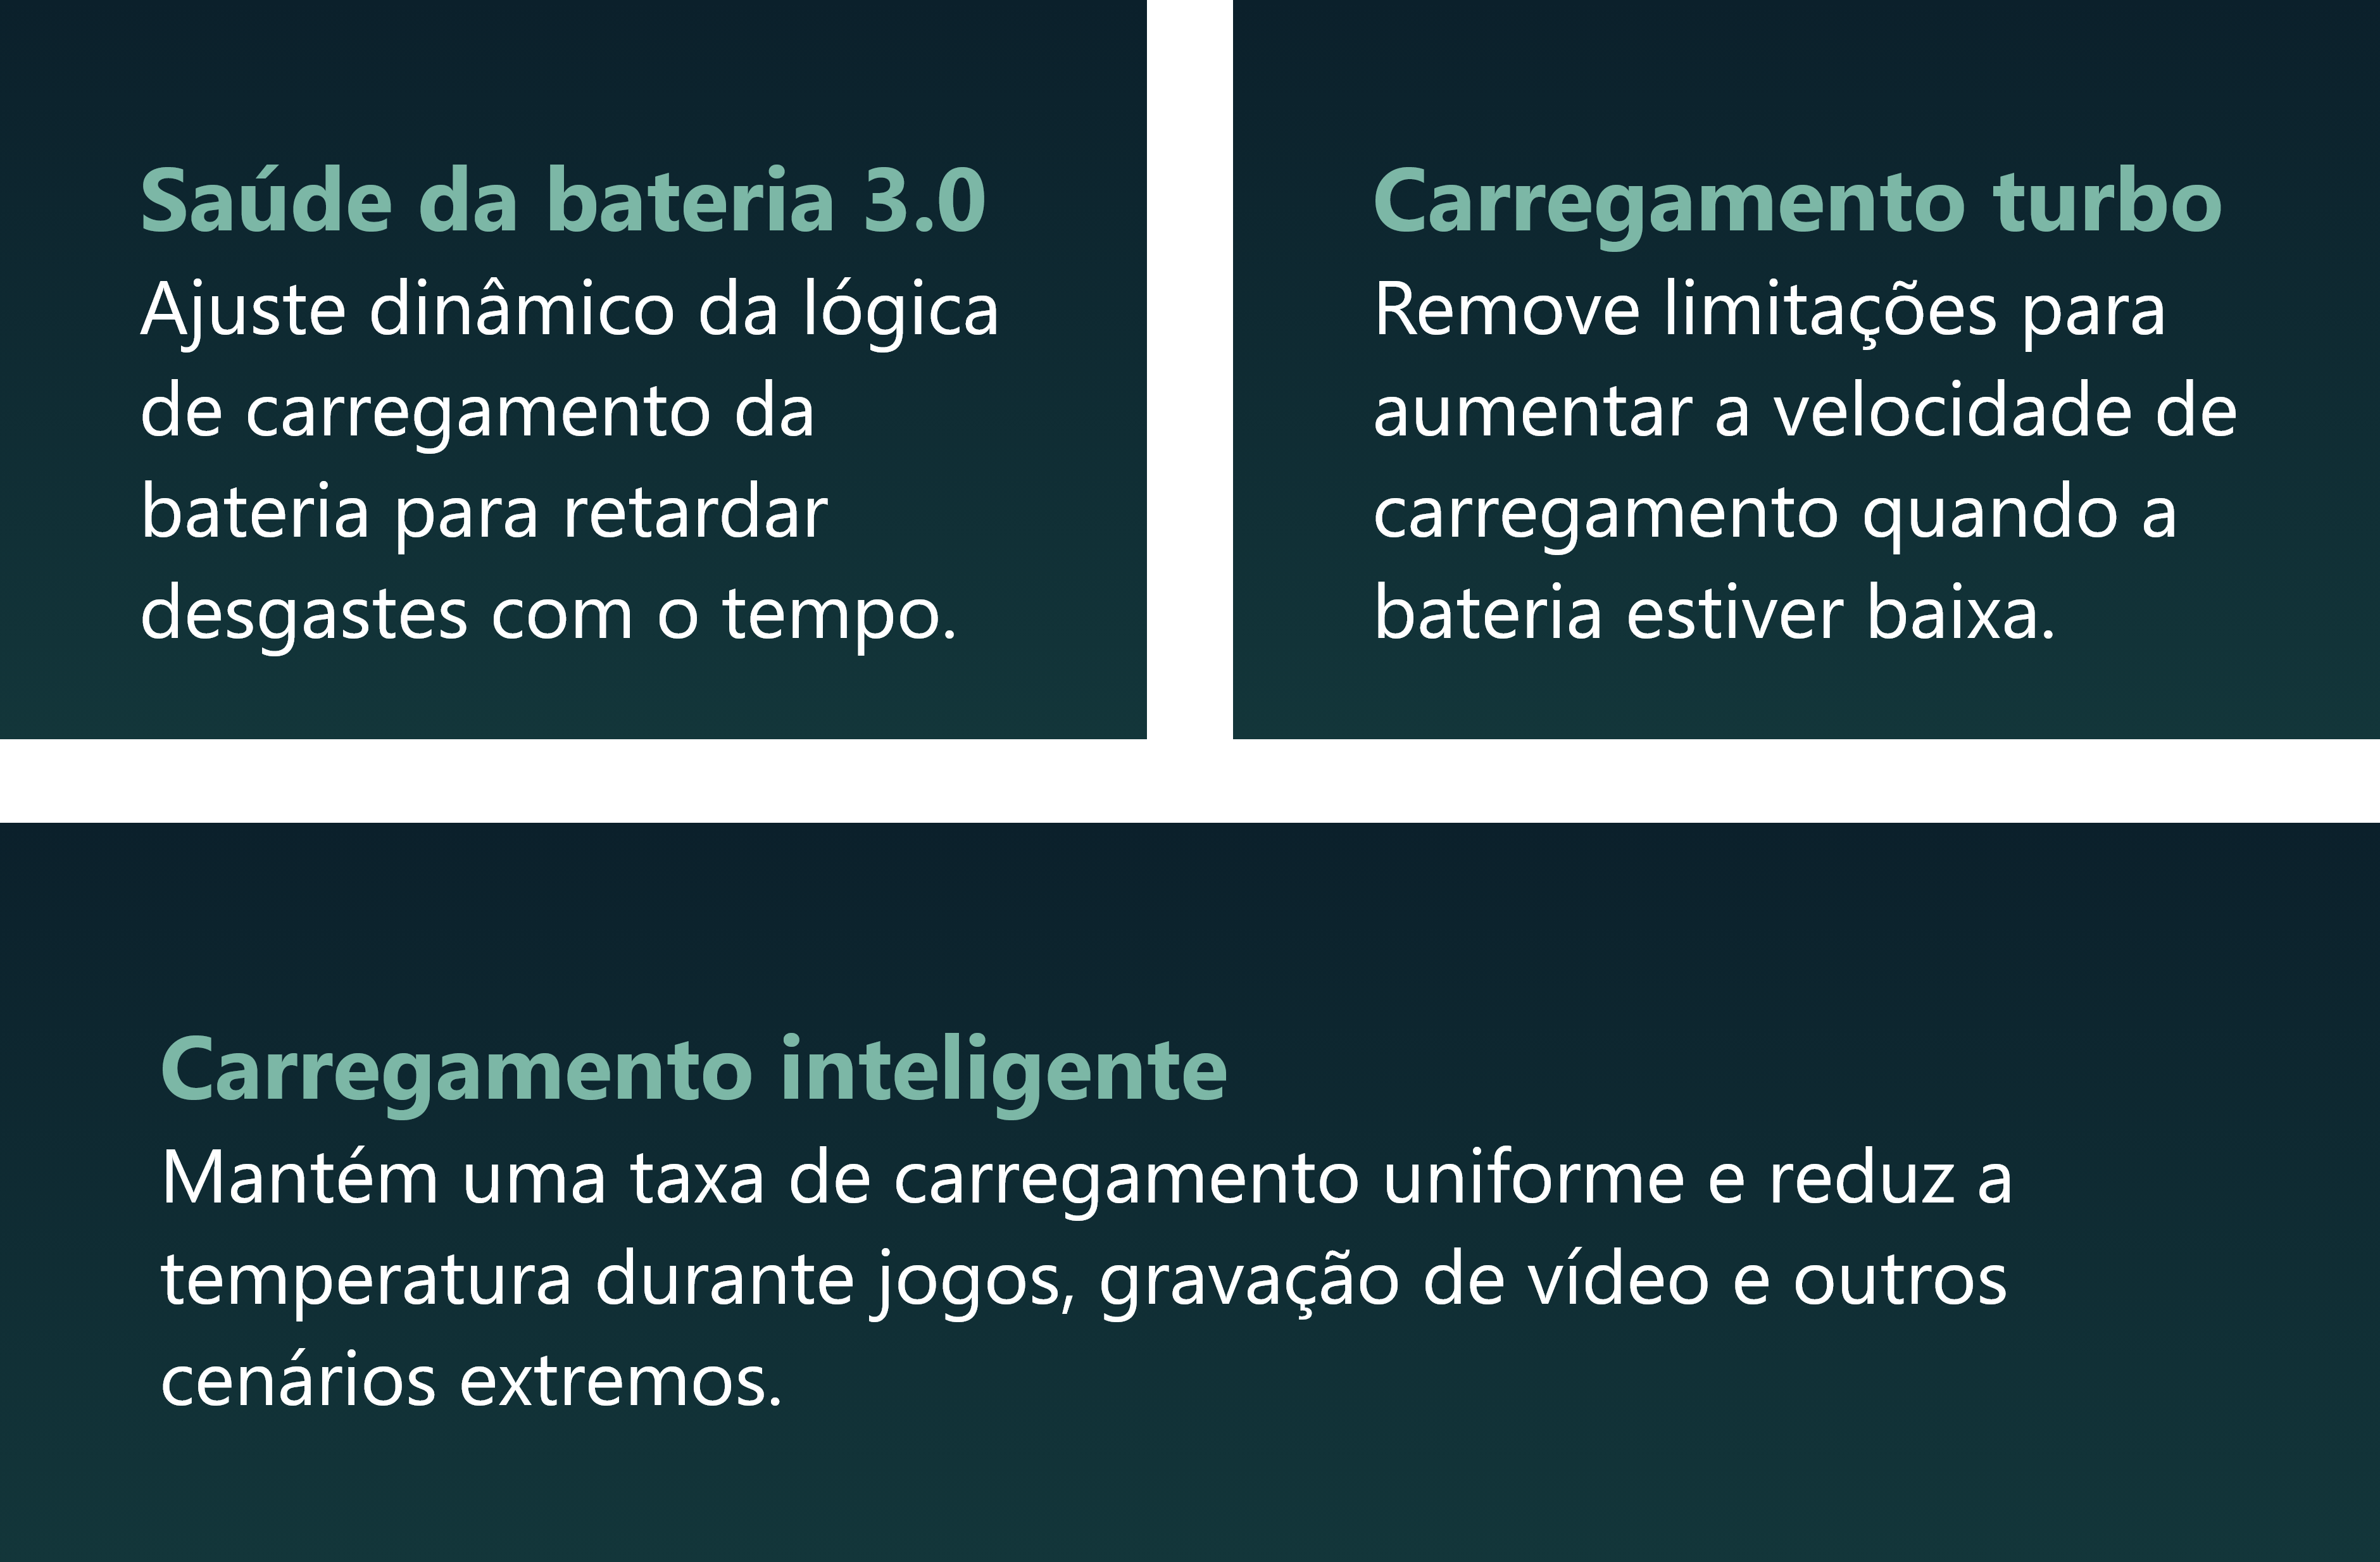 Saúde da bateria 3.0
Ajuste dinâmico da lógica
de carregamento da
bateria para retardar
desgastes com o tempo.
Carregamento turbo
Remove limitações para
aumentar a velocidade de
carregamento quando a
bateria estiver baixa.
Carregamento inteligente
Mantém uma taxa de carregamento uniforme e reduz a
temperatura durante jogos, gravação de vídeo e outros
cenários extremos.